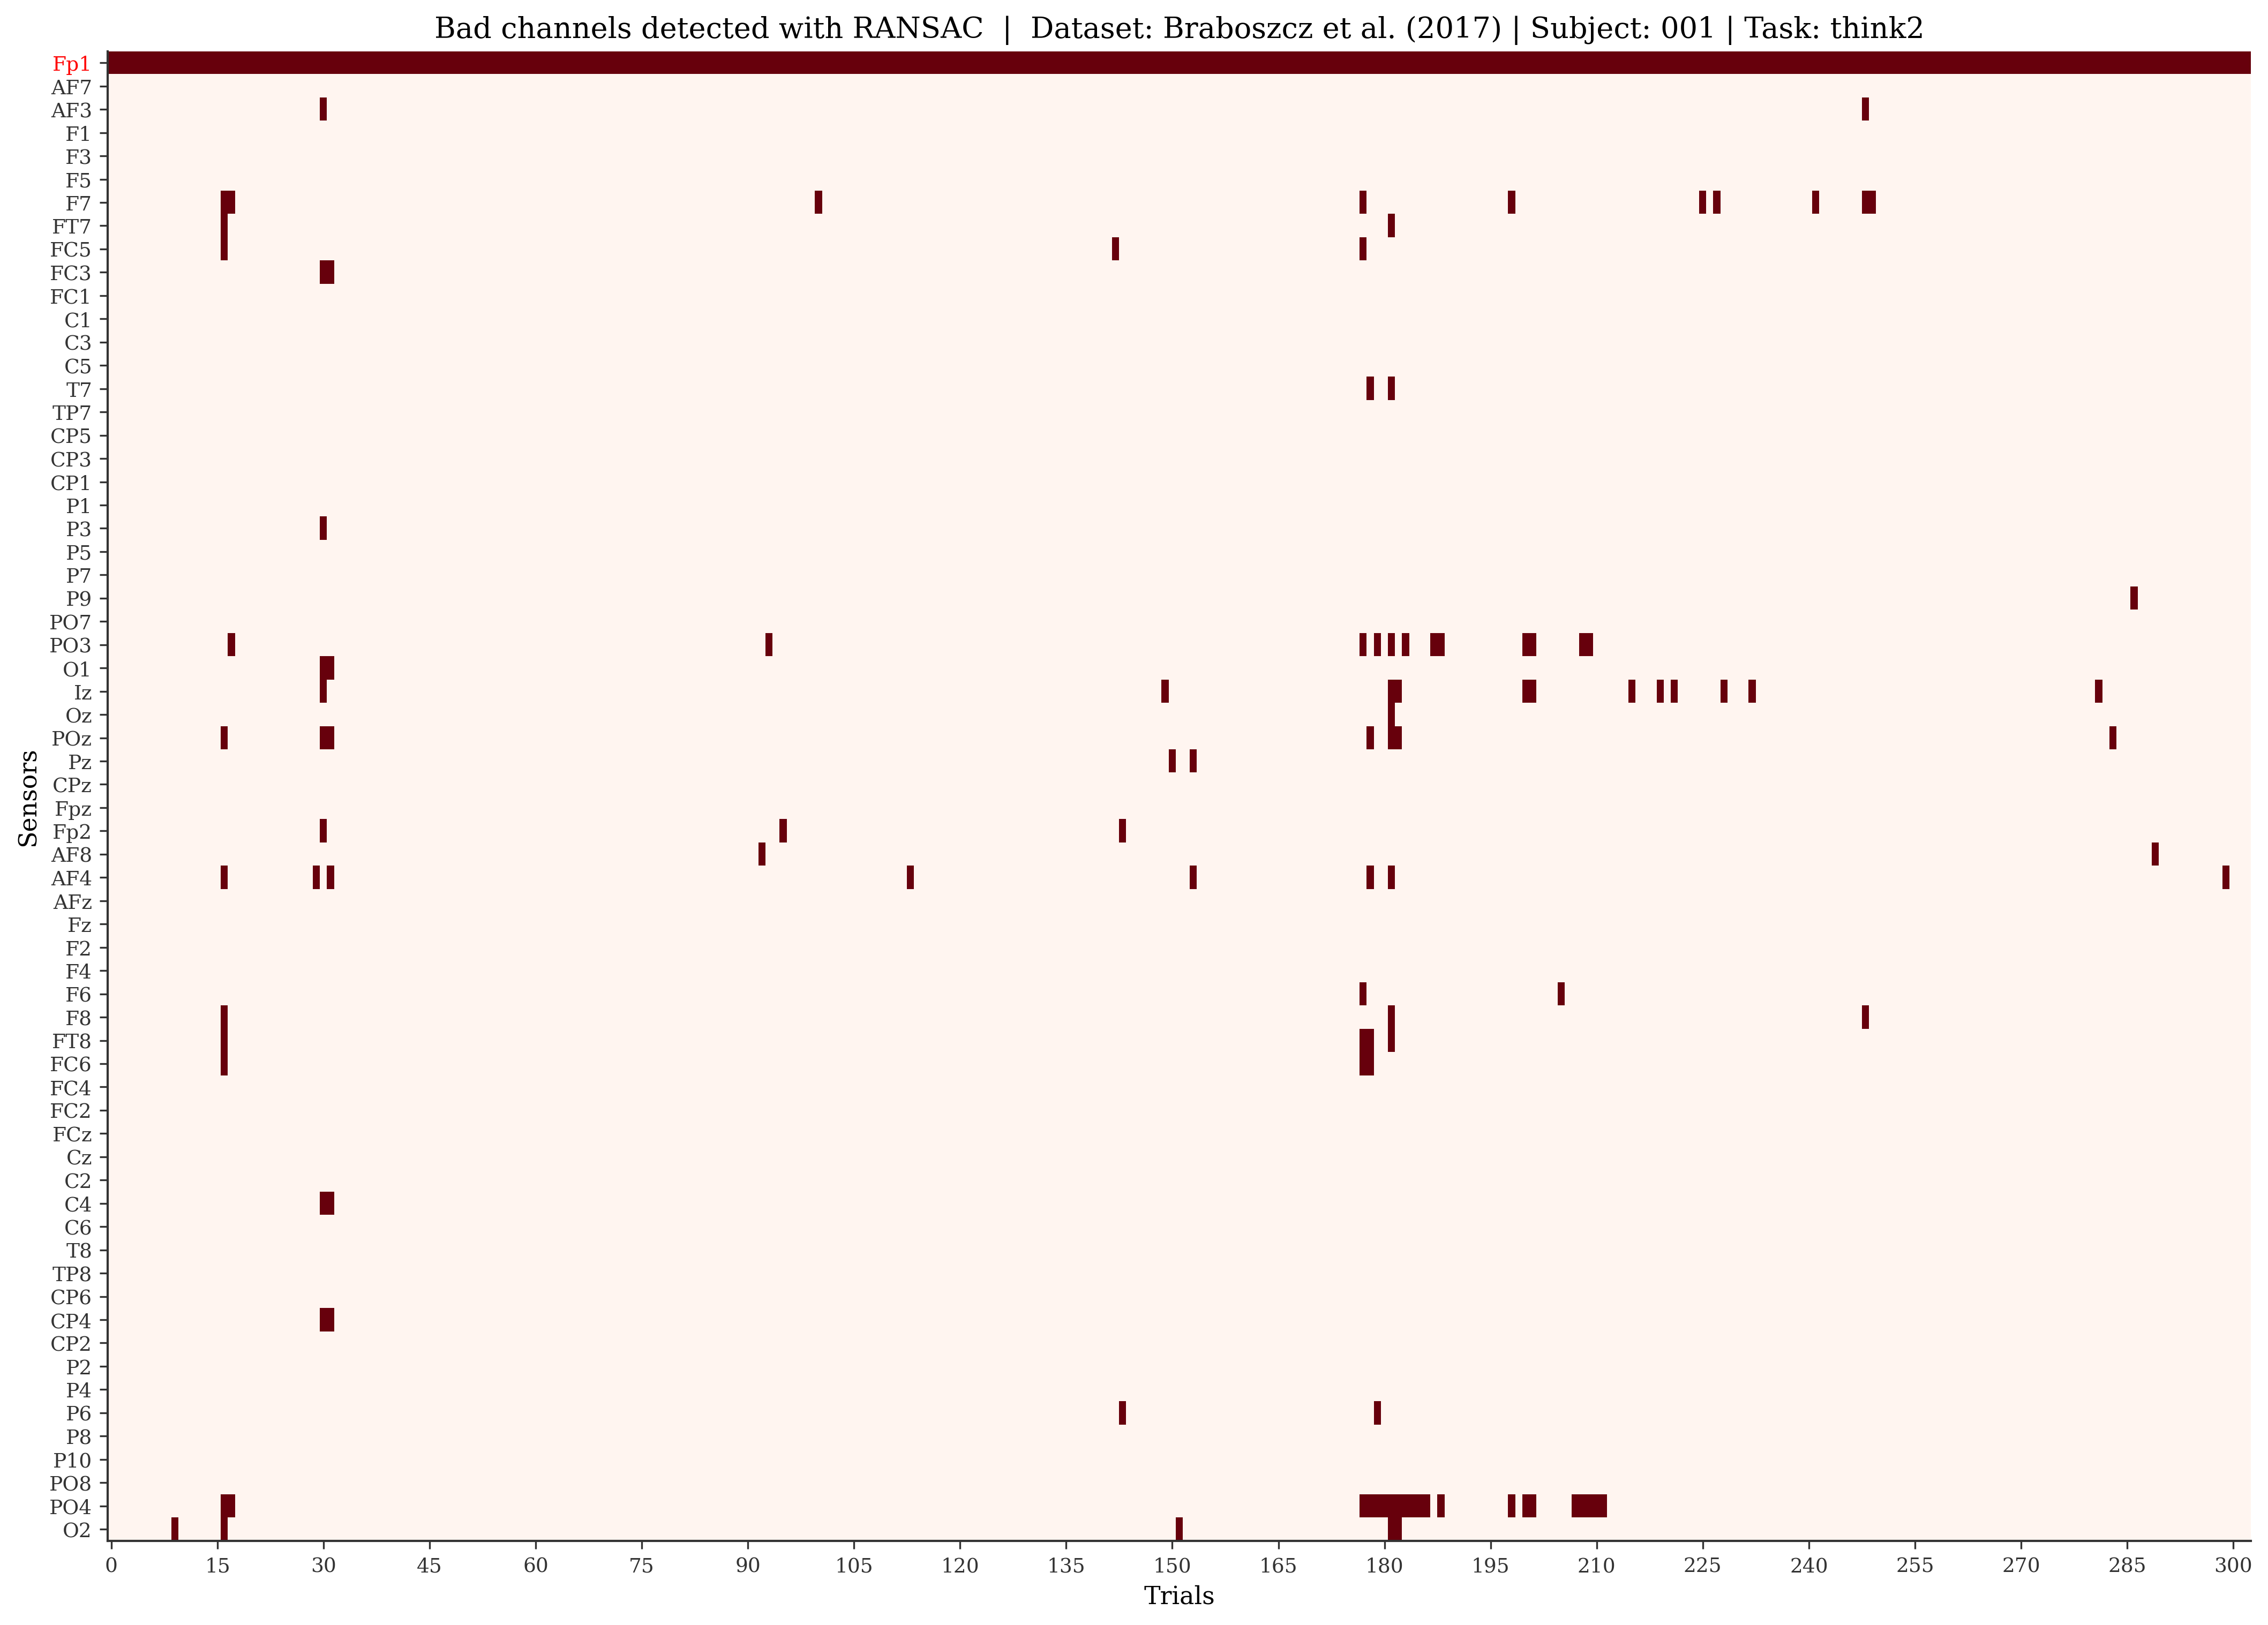 Bad channels detected with RANSAC | Dataset: Braboszcz et al. (2017) | Subject: 001 | Task: think2
Sensors
Fp1
AF7
AF3
F1
F3
F5
F7
FT7
FC5
FC3
FC1
C1
C3
C5
T7
TP7
CP5
CP3
CP1
P1
P3
P5
P7
P9
PO7
PO3
O1
Iz
Oz
POz
Pz
CPz
Fpz
Fp2
AF8
AF4
AFz
Fz
F2
F4
F6
F8
FT8
FC6
FC4
FC2
FCz
Cz
C2
C4
C6
T8
TP8
CP6
CP4
CP2
P2
P4
P6
P8
P10
PO8
PO4
O2
0 15 30 45 60 75 90 105 120 135 150 165 180 195 210 225 240 255 270 285 300
Trials